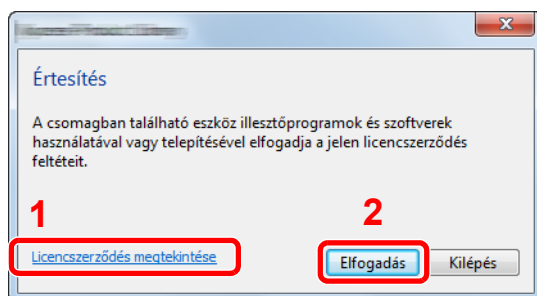 Értesítés
A csomagban található eszköz illesztőprogramok és szoftverek
használatával vagy telepítésével elfogadja a jelen licencszerződés
feltéteit.
1
2
Licencszerződés megtekintése
Elfogadás
Kilépés